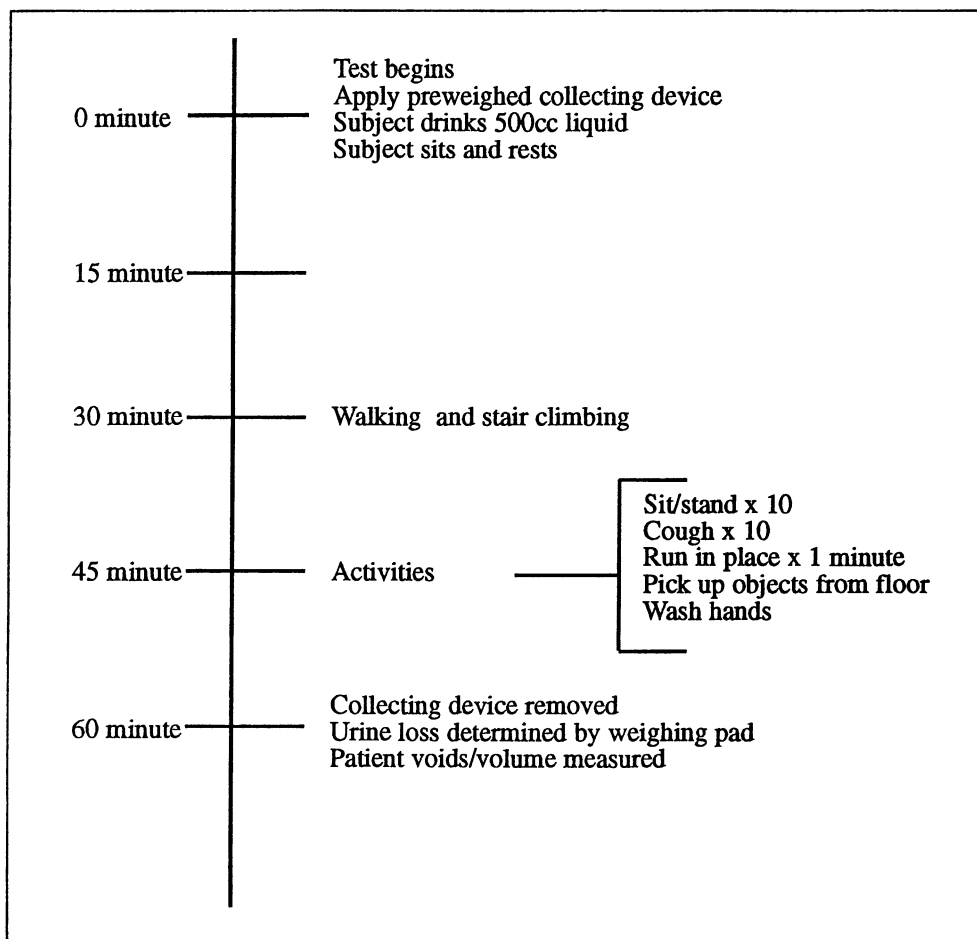 Test begins
Apply preweighed collecting device
0 minute
Subject drinks 500cc liquid
Subject sits and rests
15 minute
30 minute
Walking and stair climbing
Sit/stand x 10
Cough x 10
Run in place x 1 minute
45 minute
Activities
Pick up objects from floor
Wash hands
Collecting device removed
60 minute
Urine loss determined by weighing pad
Patient voids/volume measured